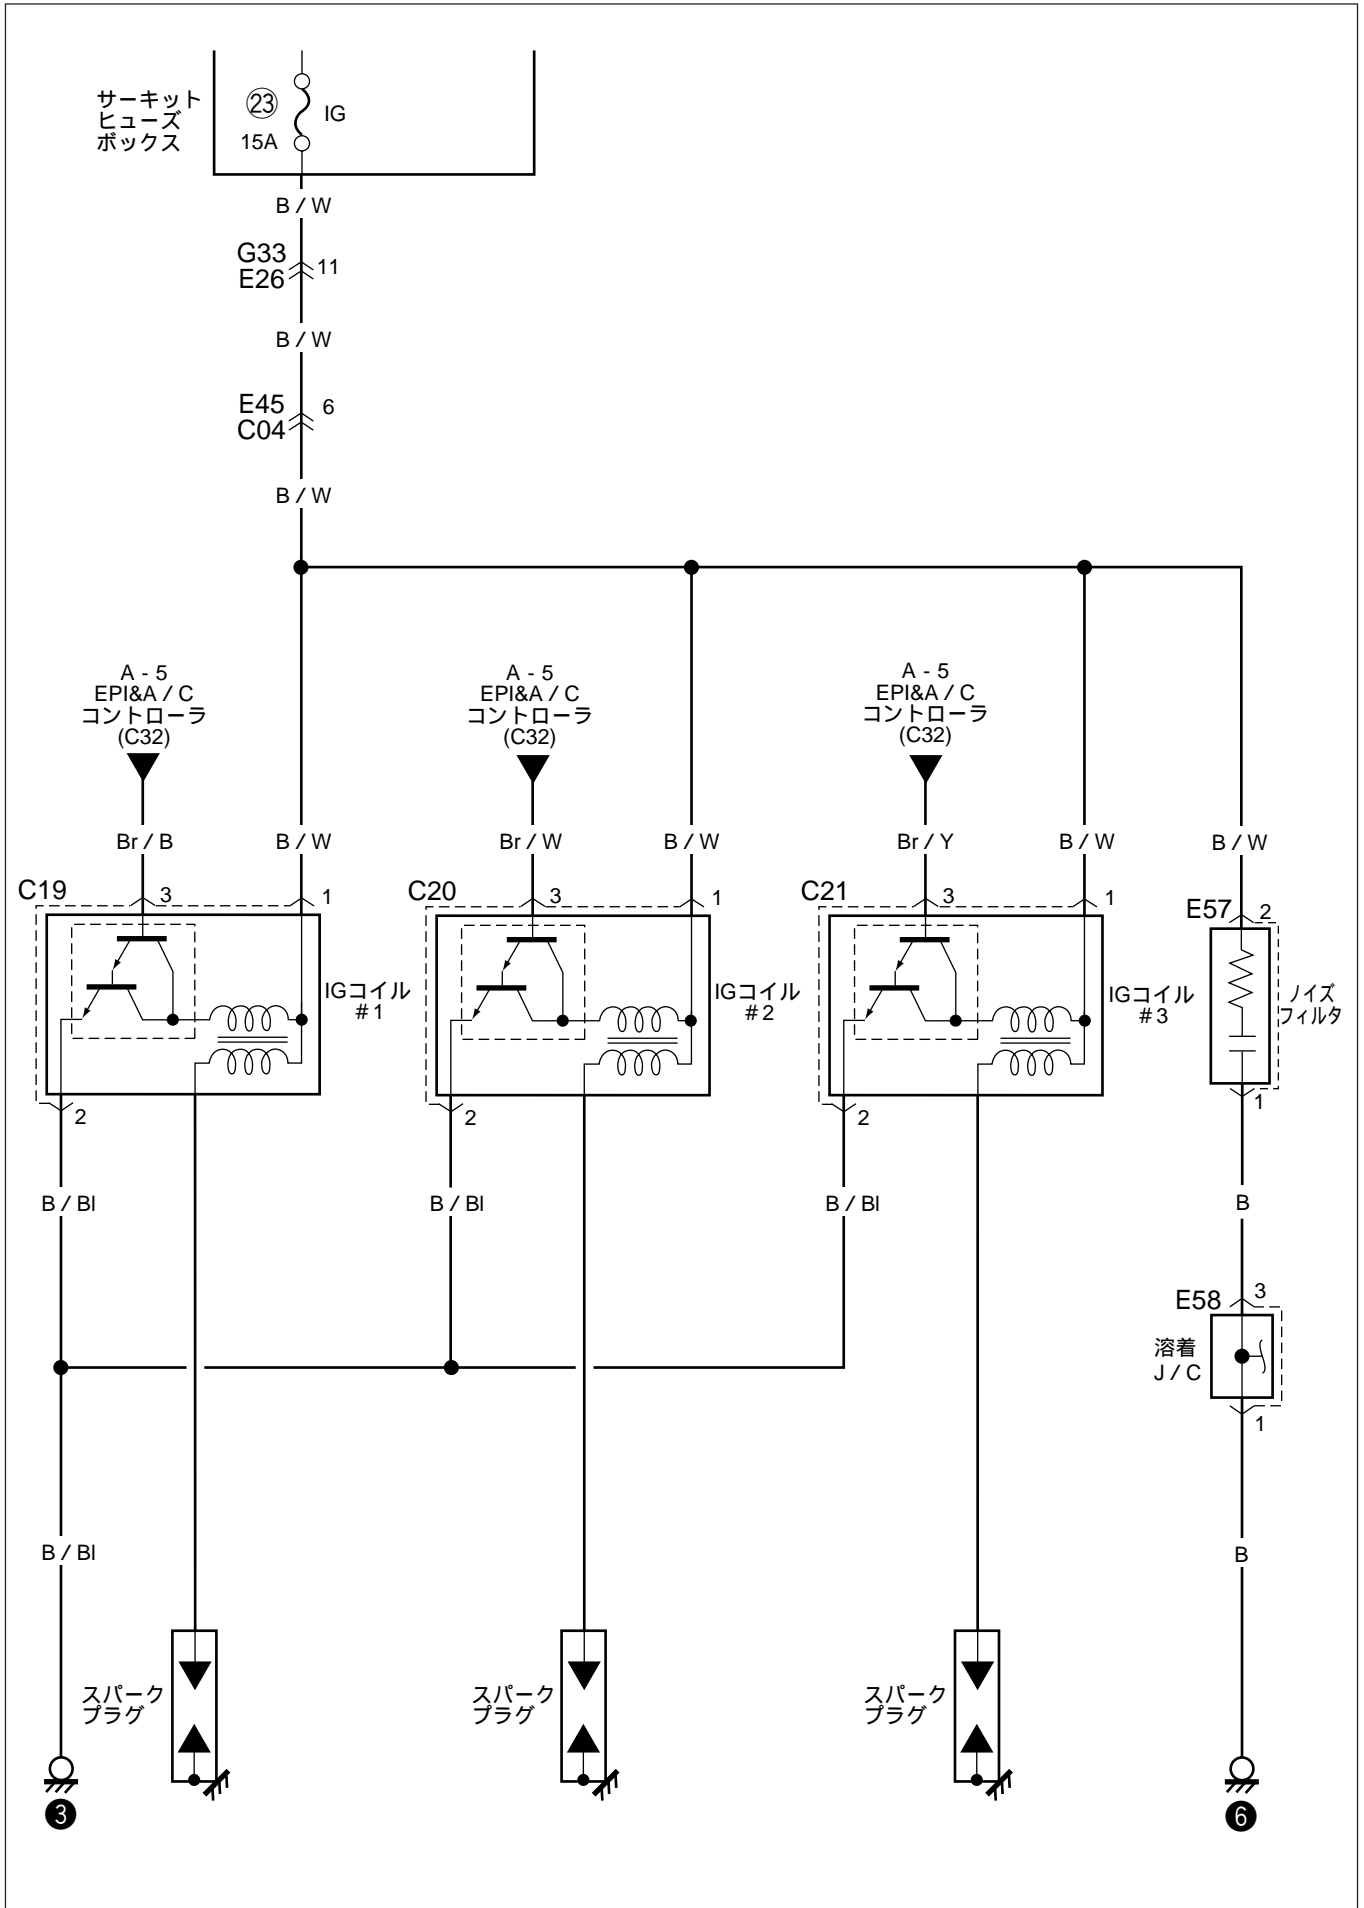 サーキット
ヒューズ
ボックス
㉓
15A
IG
B / W
G33
E26
11
B / W
E45
C04
6
B / W
A - 5
EPI&A / C
コントローラ
(C32)
A - 5
EPI&A / C
コントローラ
(C32)
A - 5
EPI&A / C
コントローラ
(C32)
Br / B
B / W
Br / W
B / W
Br / Y
B / W
B / W
C19
3
1
C20
3
1
C21
3
1
E57
2
IGコイル
#1
IGコイル
#2
IGコイル
#3
ノイズ
フィルタ
2
2
2
1
B / Bl
B / Bl
B / Bl
B
E58
3
溶着
J / C
1
B / Bl
B
スパーク
プラグ
スパーク
プラグ
スパーク
プラグ
❸
❻